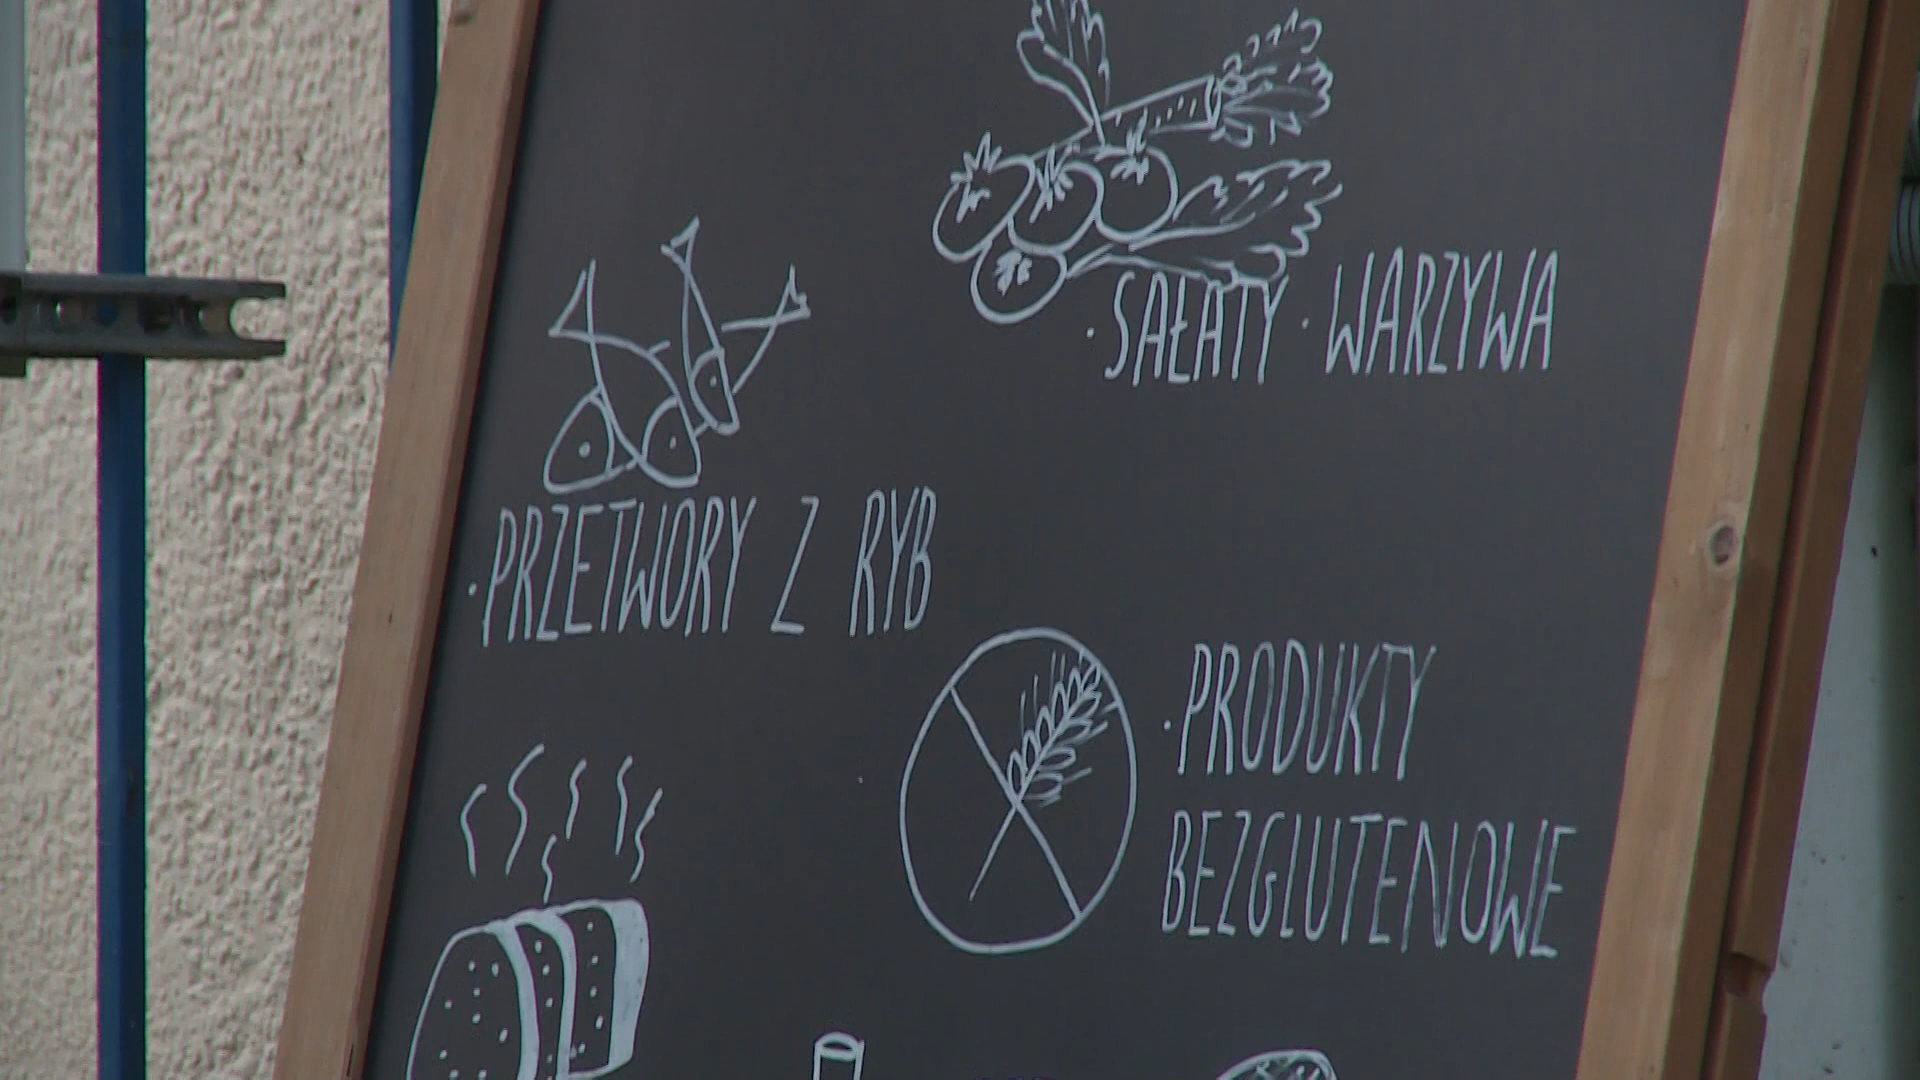 · SAŁATY · WARZYWA
· PRZETWORY Z RYB
· PRODUKTY
BEZGLUTENOWE